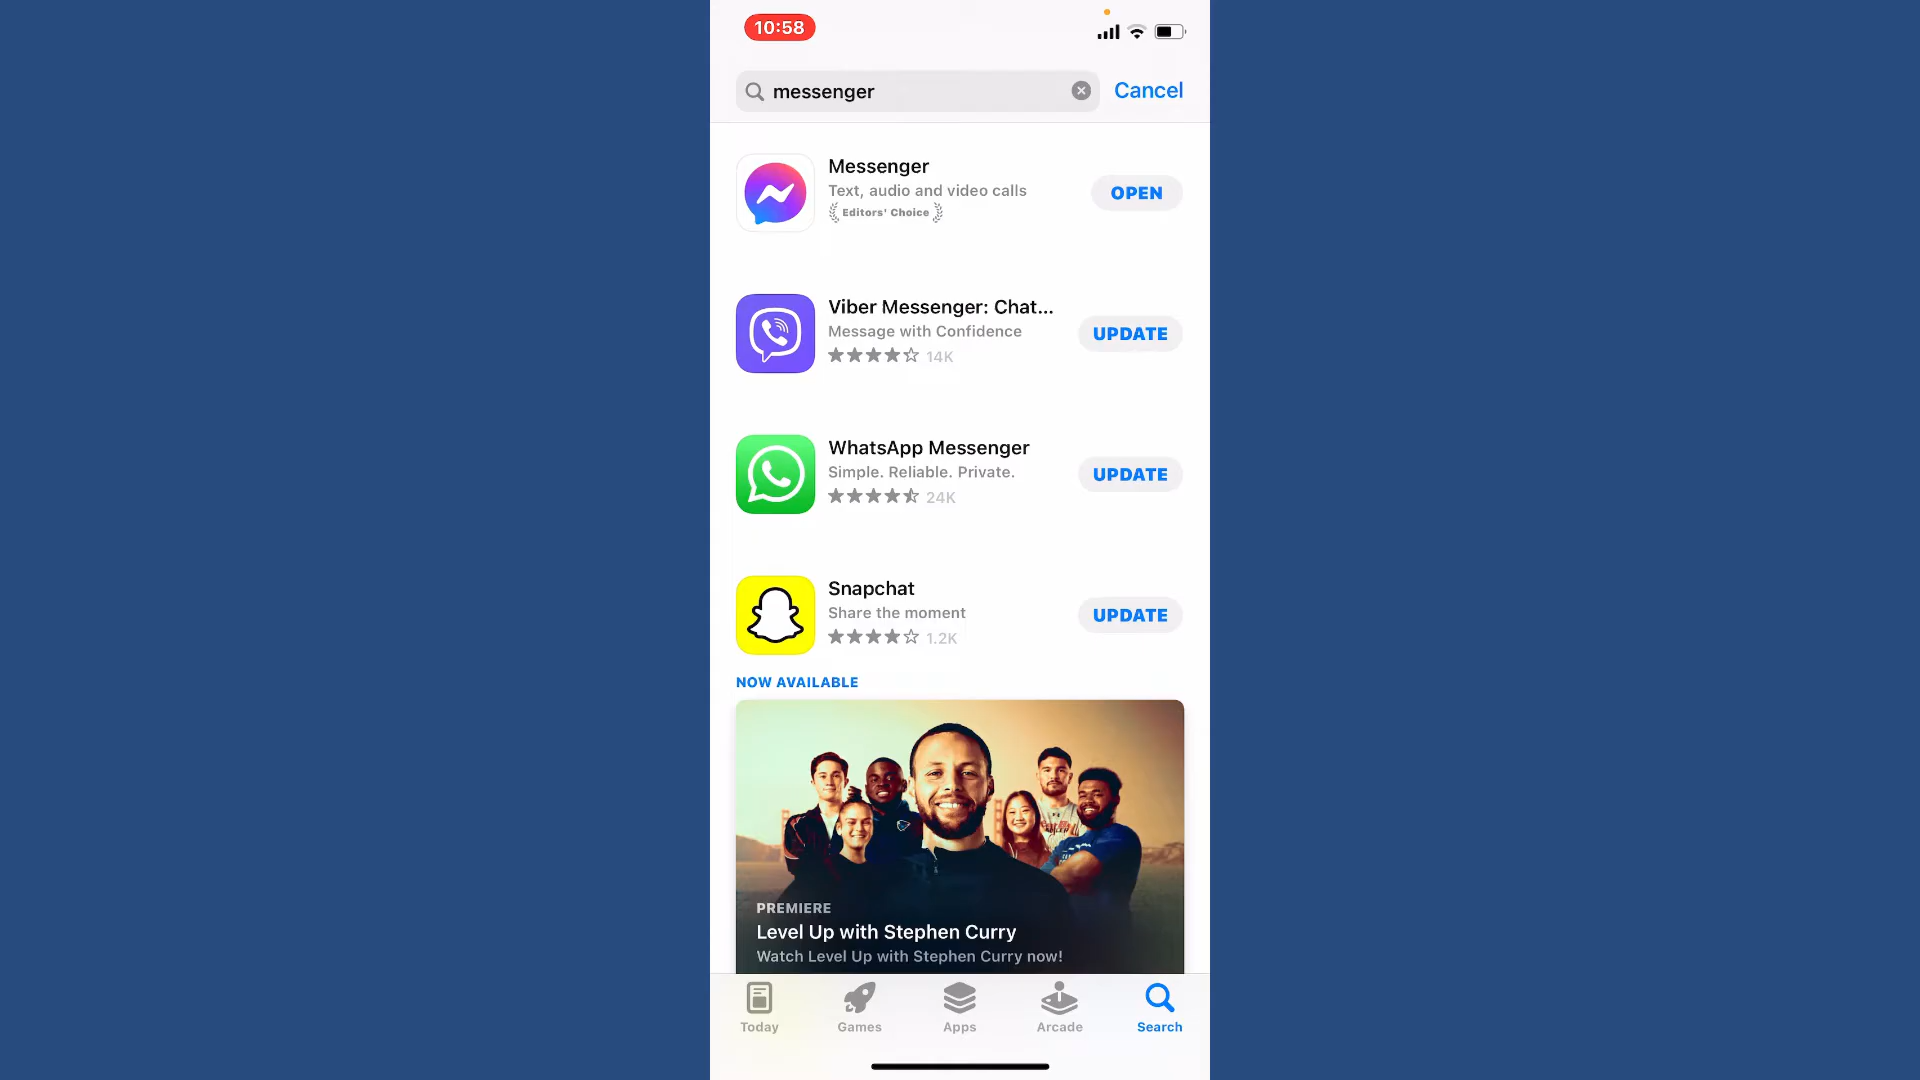 10:58
messenger
Cancel
Messenger
Text, audio and video calls
Editors' Choice
OPEN
Viber Messenger: Chat...
Message with Confidence
14K
UPDATE
WhatsApp Messenger
Simple. Reliable. Private.
24K
UPDATE
Snapchat
Share the moment
1.2K
UPDATE
NOW AVAILABLE
PREMIERE
Level Up with Stephen Curry
Watch Level Up with Stephen Curry now!
Today
Games
Apps
Arcade
Search